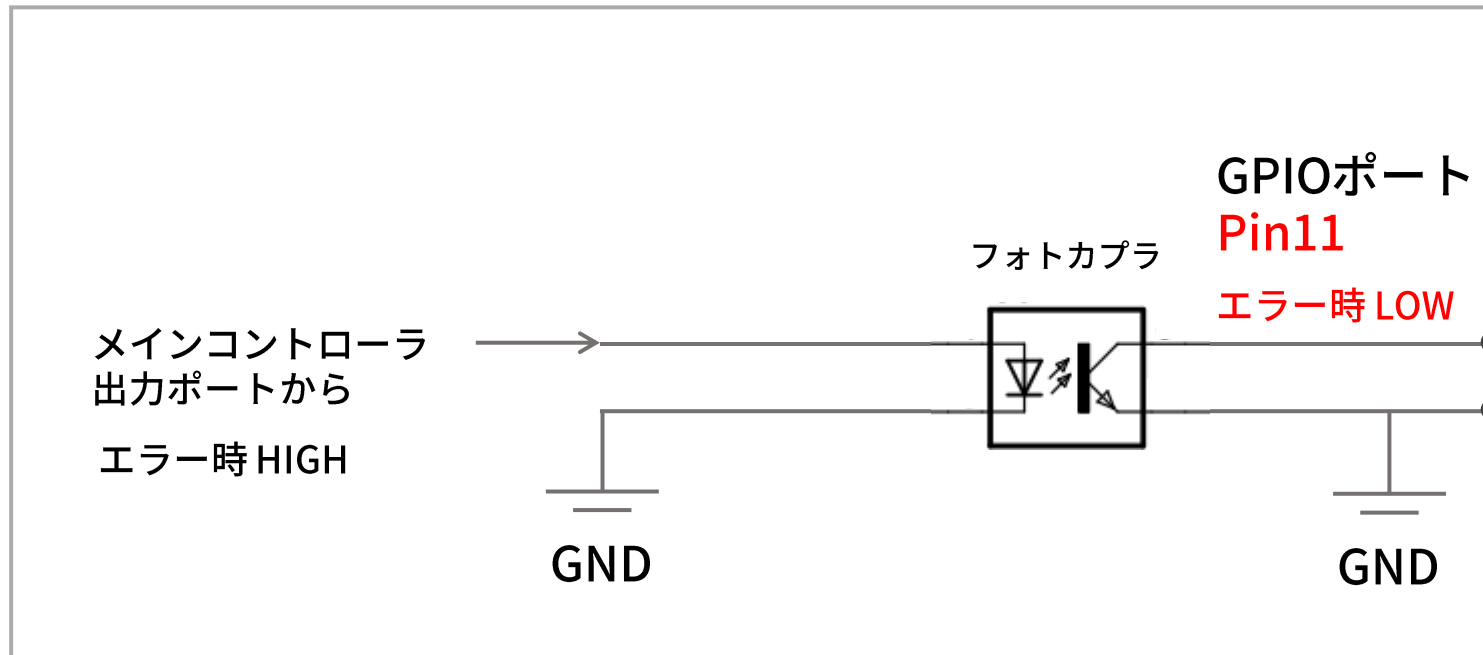 GPIOポート
Pin11
フォトカプラ
エラー時 LOW
メインコントローラ
出力ポートから
エラー時 HIGH
GND
GND